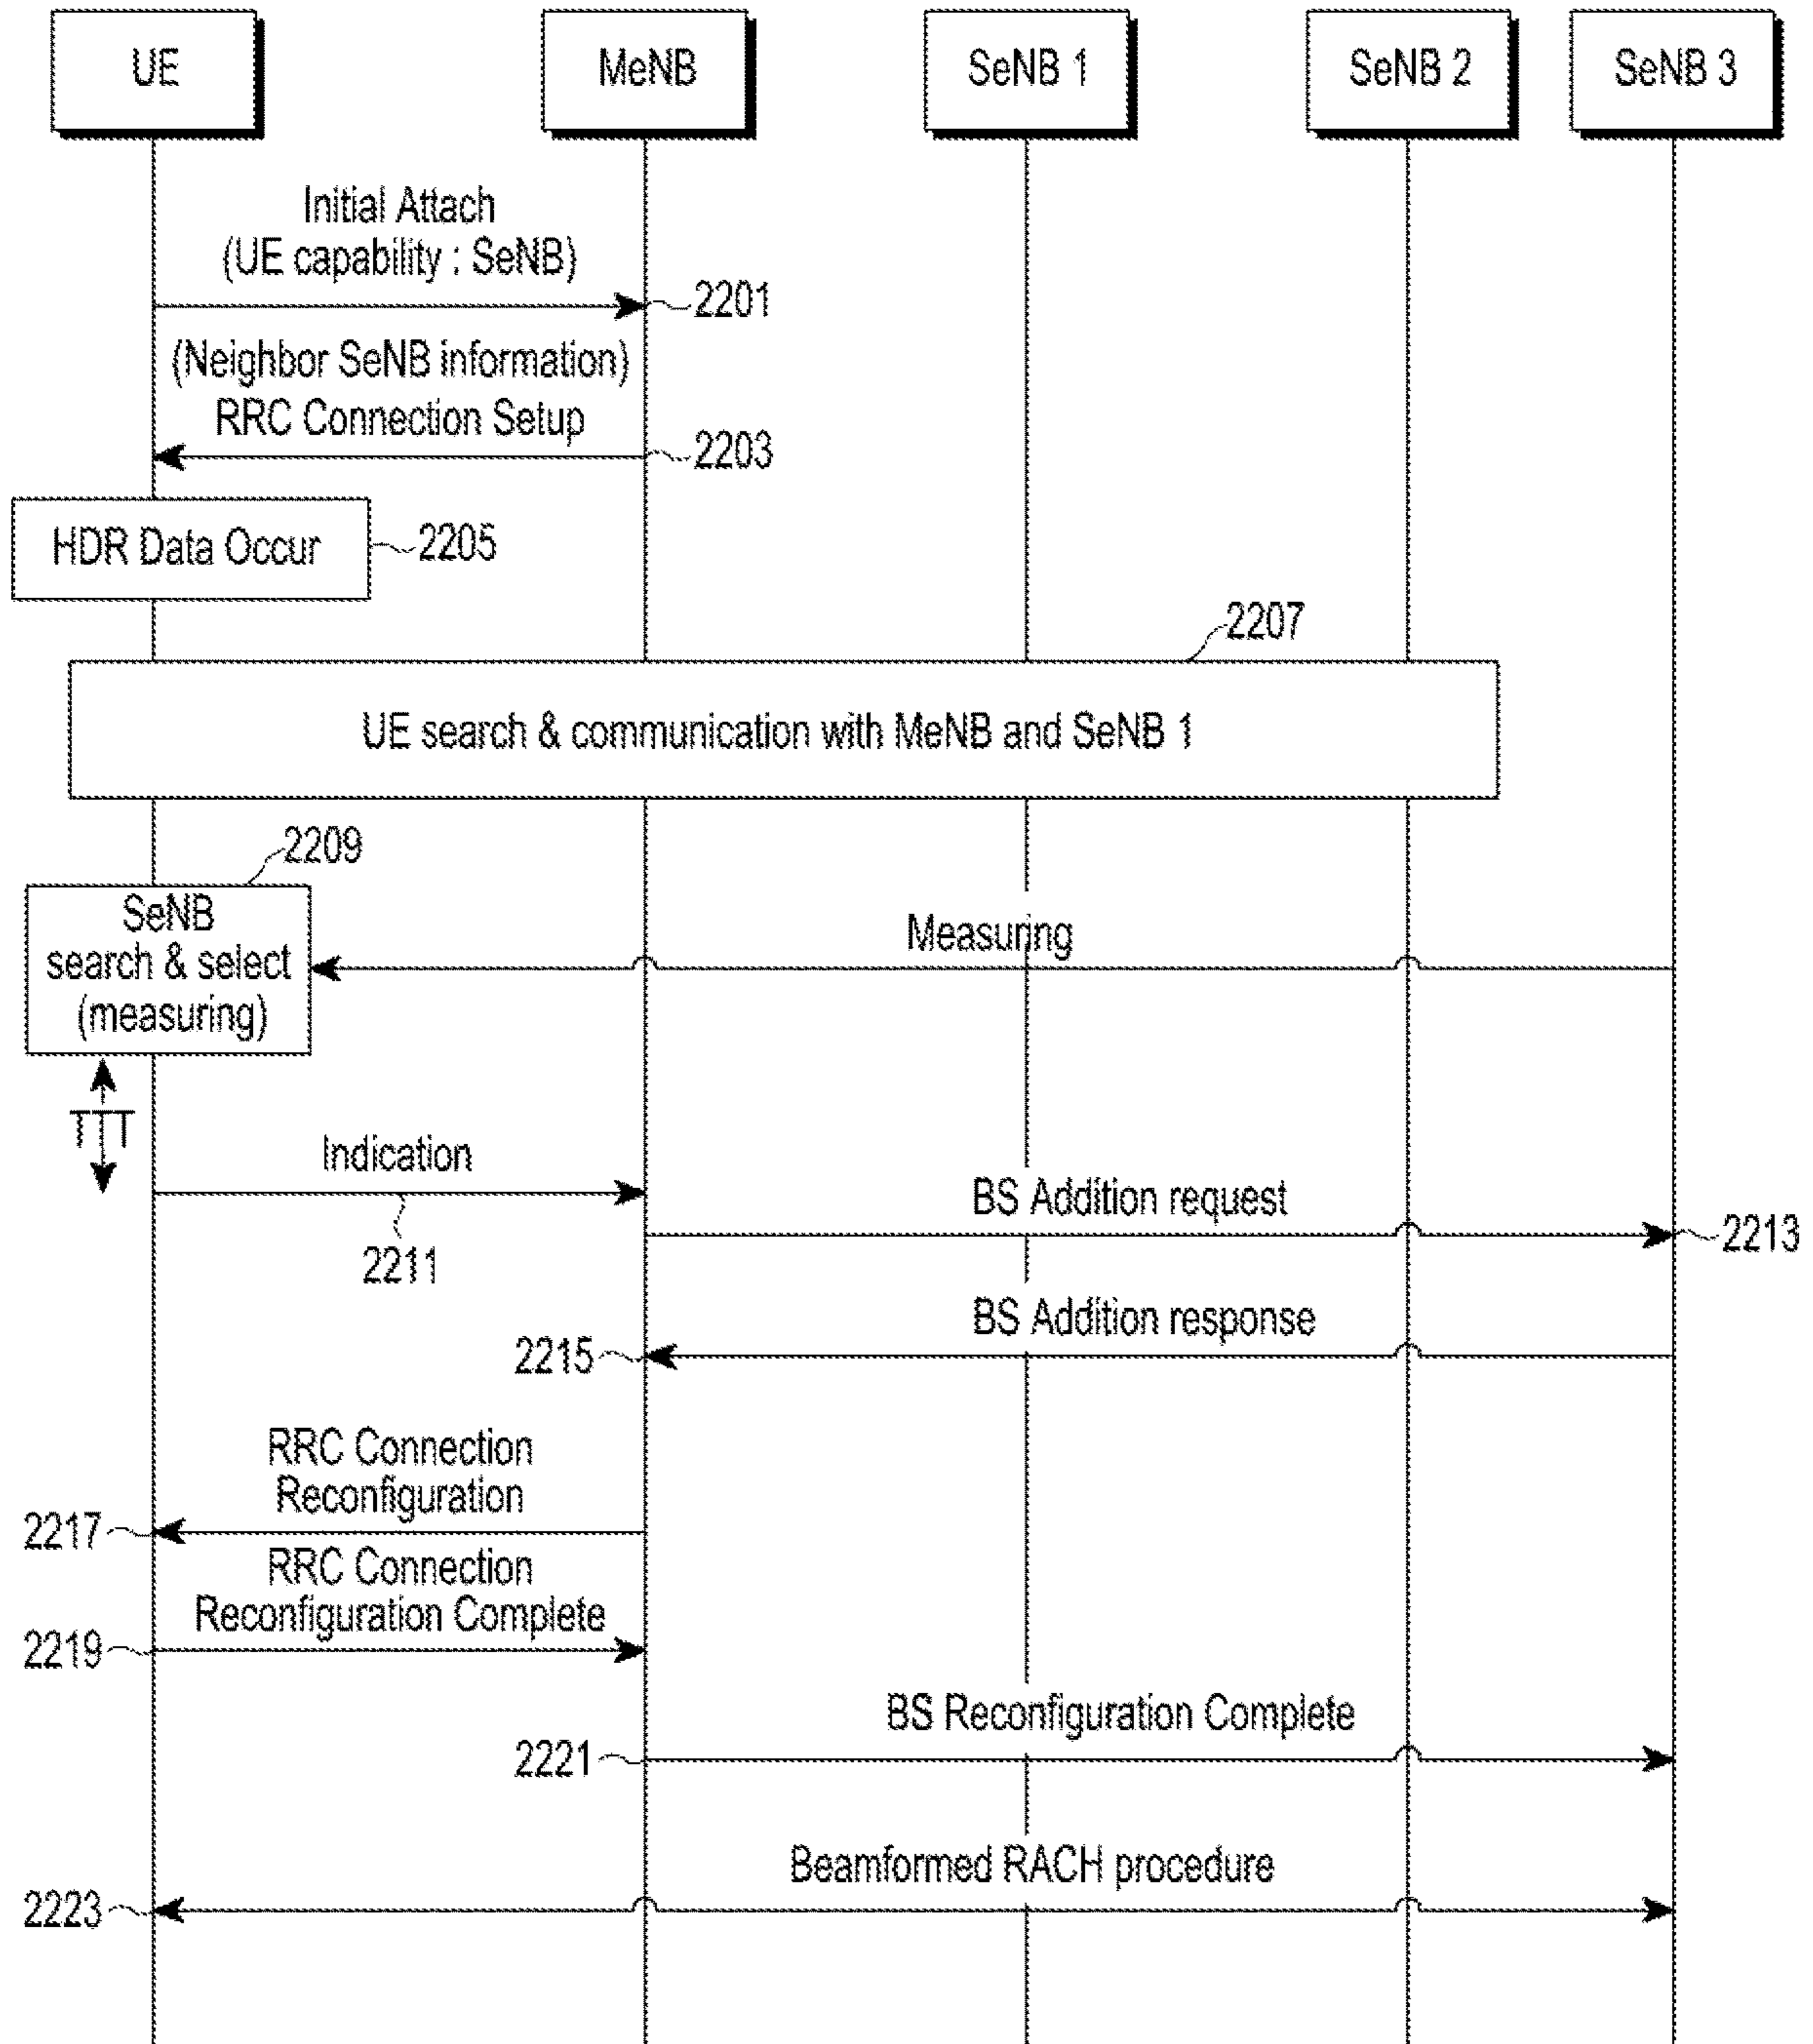 UE
MeNB
SeNB 1
SeNB 2
SeNB 3
Initial Attach
(UE capability : SeNB)
2201
(Neighbor SeNB information)
RRC Connection Setup
2203
HDR Data Occur
2205
2207
UE search & communication with MeNB and SeNB 1
2209
SeNB
search & select
(measuring)
Measuring
TTT
Indication
2211
BS Addition request
2213
BS Addition response
2215
RRC Connection
Reconfiguration
2217
RRC Connection
Reconfiguration Complete
2219
BS Reconfiguration Complete
2221
Beamformed RACH procedure
2223